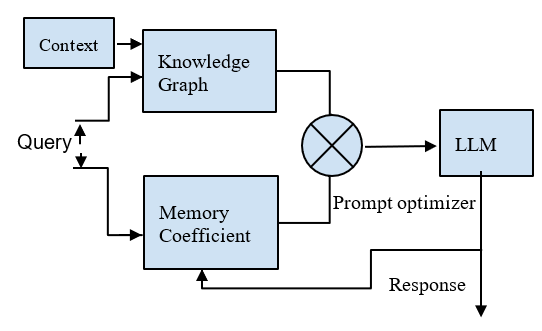 Context
Knowledge
Graph
Query
LLM
Memory
Coefficient
Prompt optimizer
Response